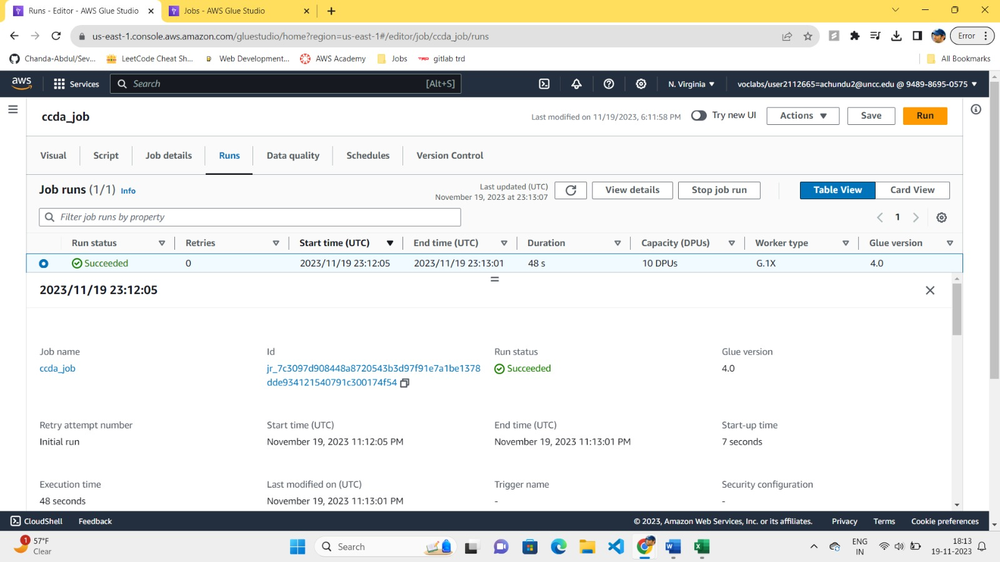 Runs - Editor - AWS Glue Studio
Jobs - AWS Glue Studio
us-east-1.console.aws.amazon.com/gluestudio/home?region=us-east-1#/editor/job/ccda_job/runs
Error
Chanda-Abdul/Sev...
LeetCode Cheat Sh...
Web Development...
AWS Academy
Jobs
gitlab trd
All Bookmarks
aws
Services
Search
[Alt+S]
N. Virginia
voclabs/user2112665=achundu2@uncc.edu @ 9489-8695-0575
ccda_job
Last modified on 11/19/2023, 6:11:58 PM
Try new UI
Actions
Save
Run
Visual
Script
Job details
Runs
Data quality
Schedules
Version Control
Job runs (1/1) Info
Last updated (UTC)
November 19, 2023 at 23:13:07
View details
Stop job run
Table View
Card View
Filter job runs by property
1
Run status
Retries
Start time (UTC)
End time (UTC)
Duration
Capacity (DPUs)
Worker type
Glue version
Succeeded
0
2023/11/19 23:12:05
2023/11/19 23:13:01
48 s
10 DPUs
G.1X
4.0
2023/11/19 23:12:05
Job name
ccda_job
Id
jr_7c3097d908448a8720543b3d97f91e7a1be1378
dde934121540791c300174f54
Run status
Succeeded
Glue version
4.0
Retry attempt number
Initial run
Start time (UTC)
November 19, 2023 11:12:05 PM
End time (UTC)
November 19, 2023 11:13:01 PM
Start-up time
7 seconds
Execution time
48 seconds
Last modified on (UTC)
November 19, 2023 11:13:01 PM
Trigger name
-
Security configuration
-
CloudShell
Feedback
© 2023, Amazon Web Services, Inc. or its affiliates.
Privacy
Terms
Cookie preferences
1
57°F
Clear
Search
ENG
IN
18:13
19-11-2023